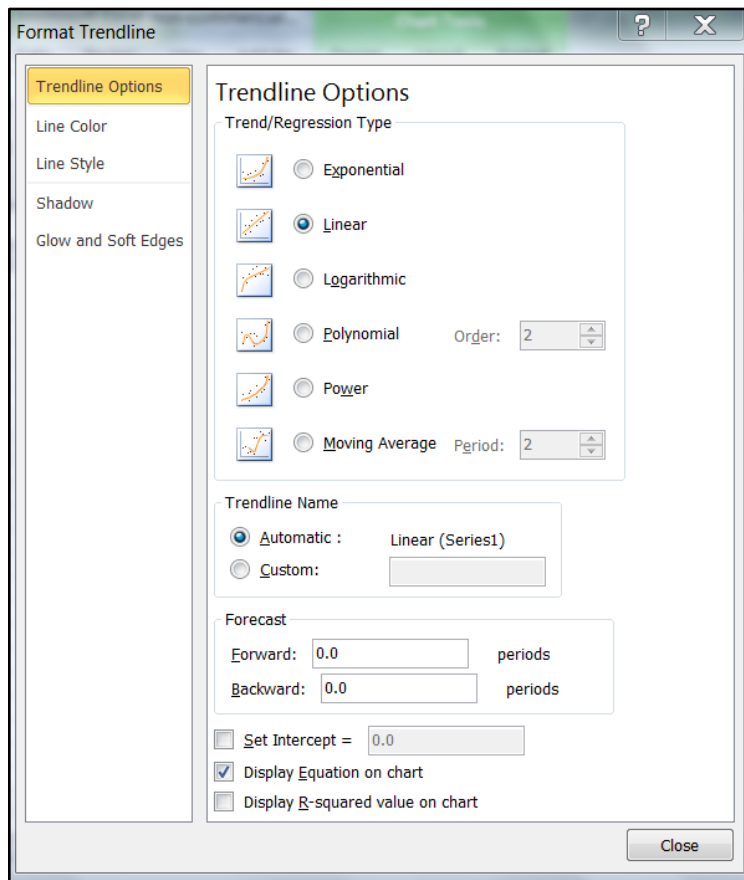 Format Trendline
Trendline Options
Line Color
Line Style
Shadow
Glow and Soft Edges
Trendline Options
Trend/Regression Type
Exponential
Linear
Logarithmic
Polynomial Order: 2
Power
Moving Average Period: 2
Trendline Name
Automatic : Linear (Series1)
Custom:
Forecast
Forward: 0.0 periods
Backward: 0.0 periods
Set Intercept = 0.0
Display Equation on chart
Display R-squared value on chart
Close